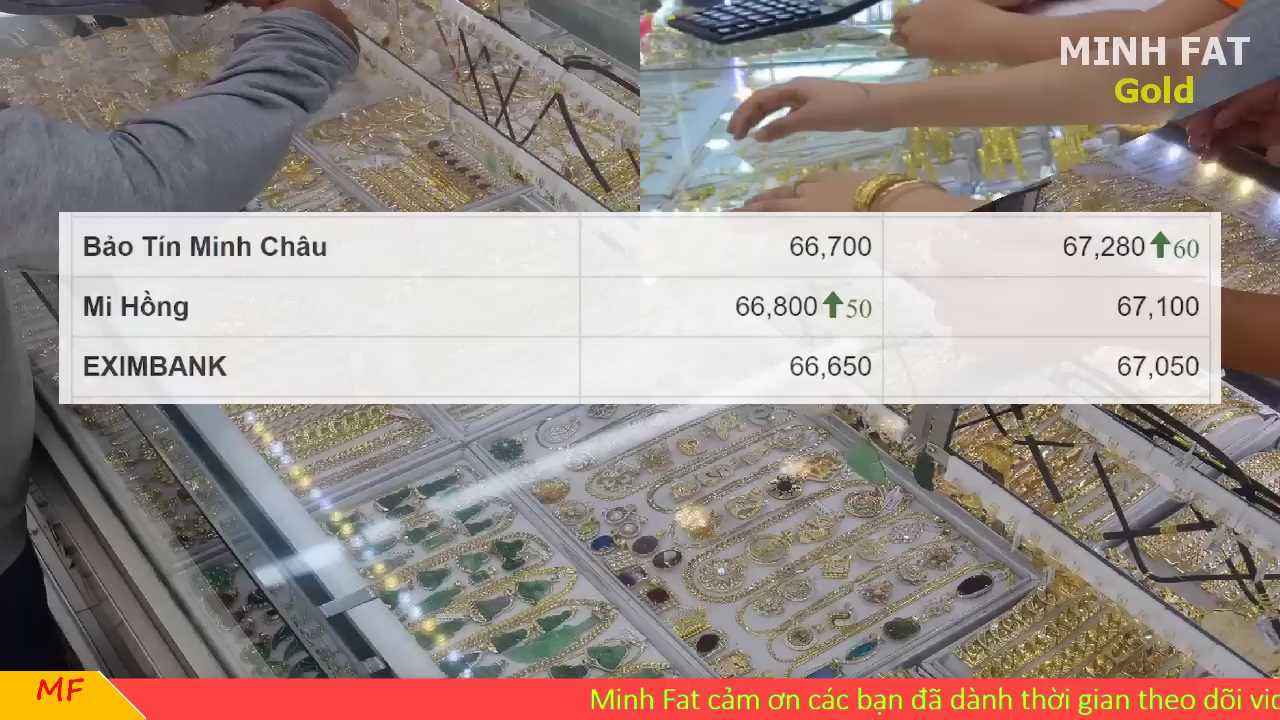 MINH FAT
Gold
Bảo Tín Minh Châu 66,700 67,280 60
Mi Hồng 66,800 50 67,100
EXIMBANK 66,650 67,050
MF
Minh Fat cảm ơn các bạn đã dành thời gian theo dõi